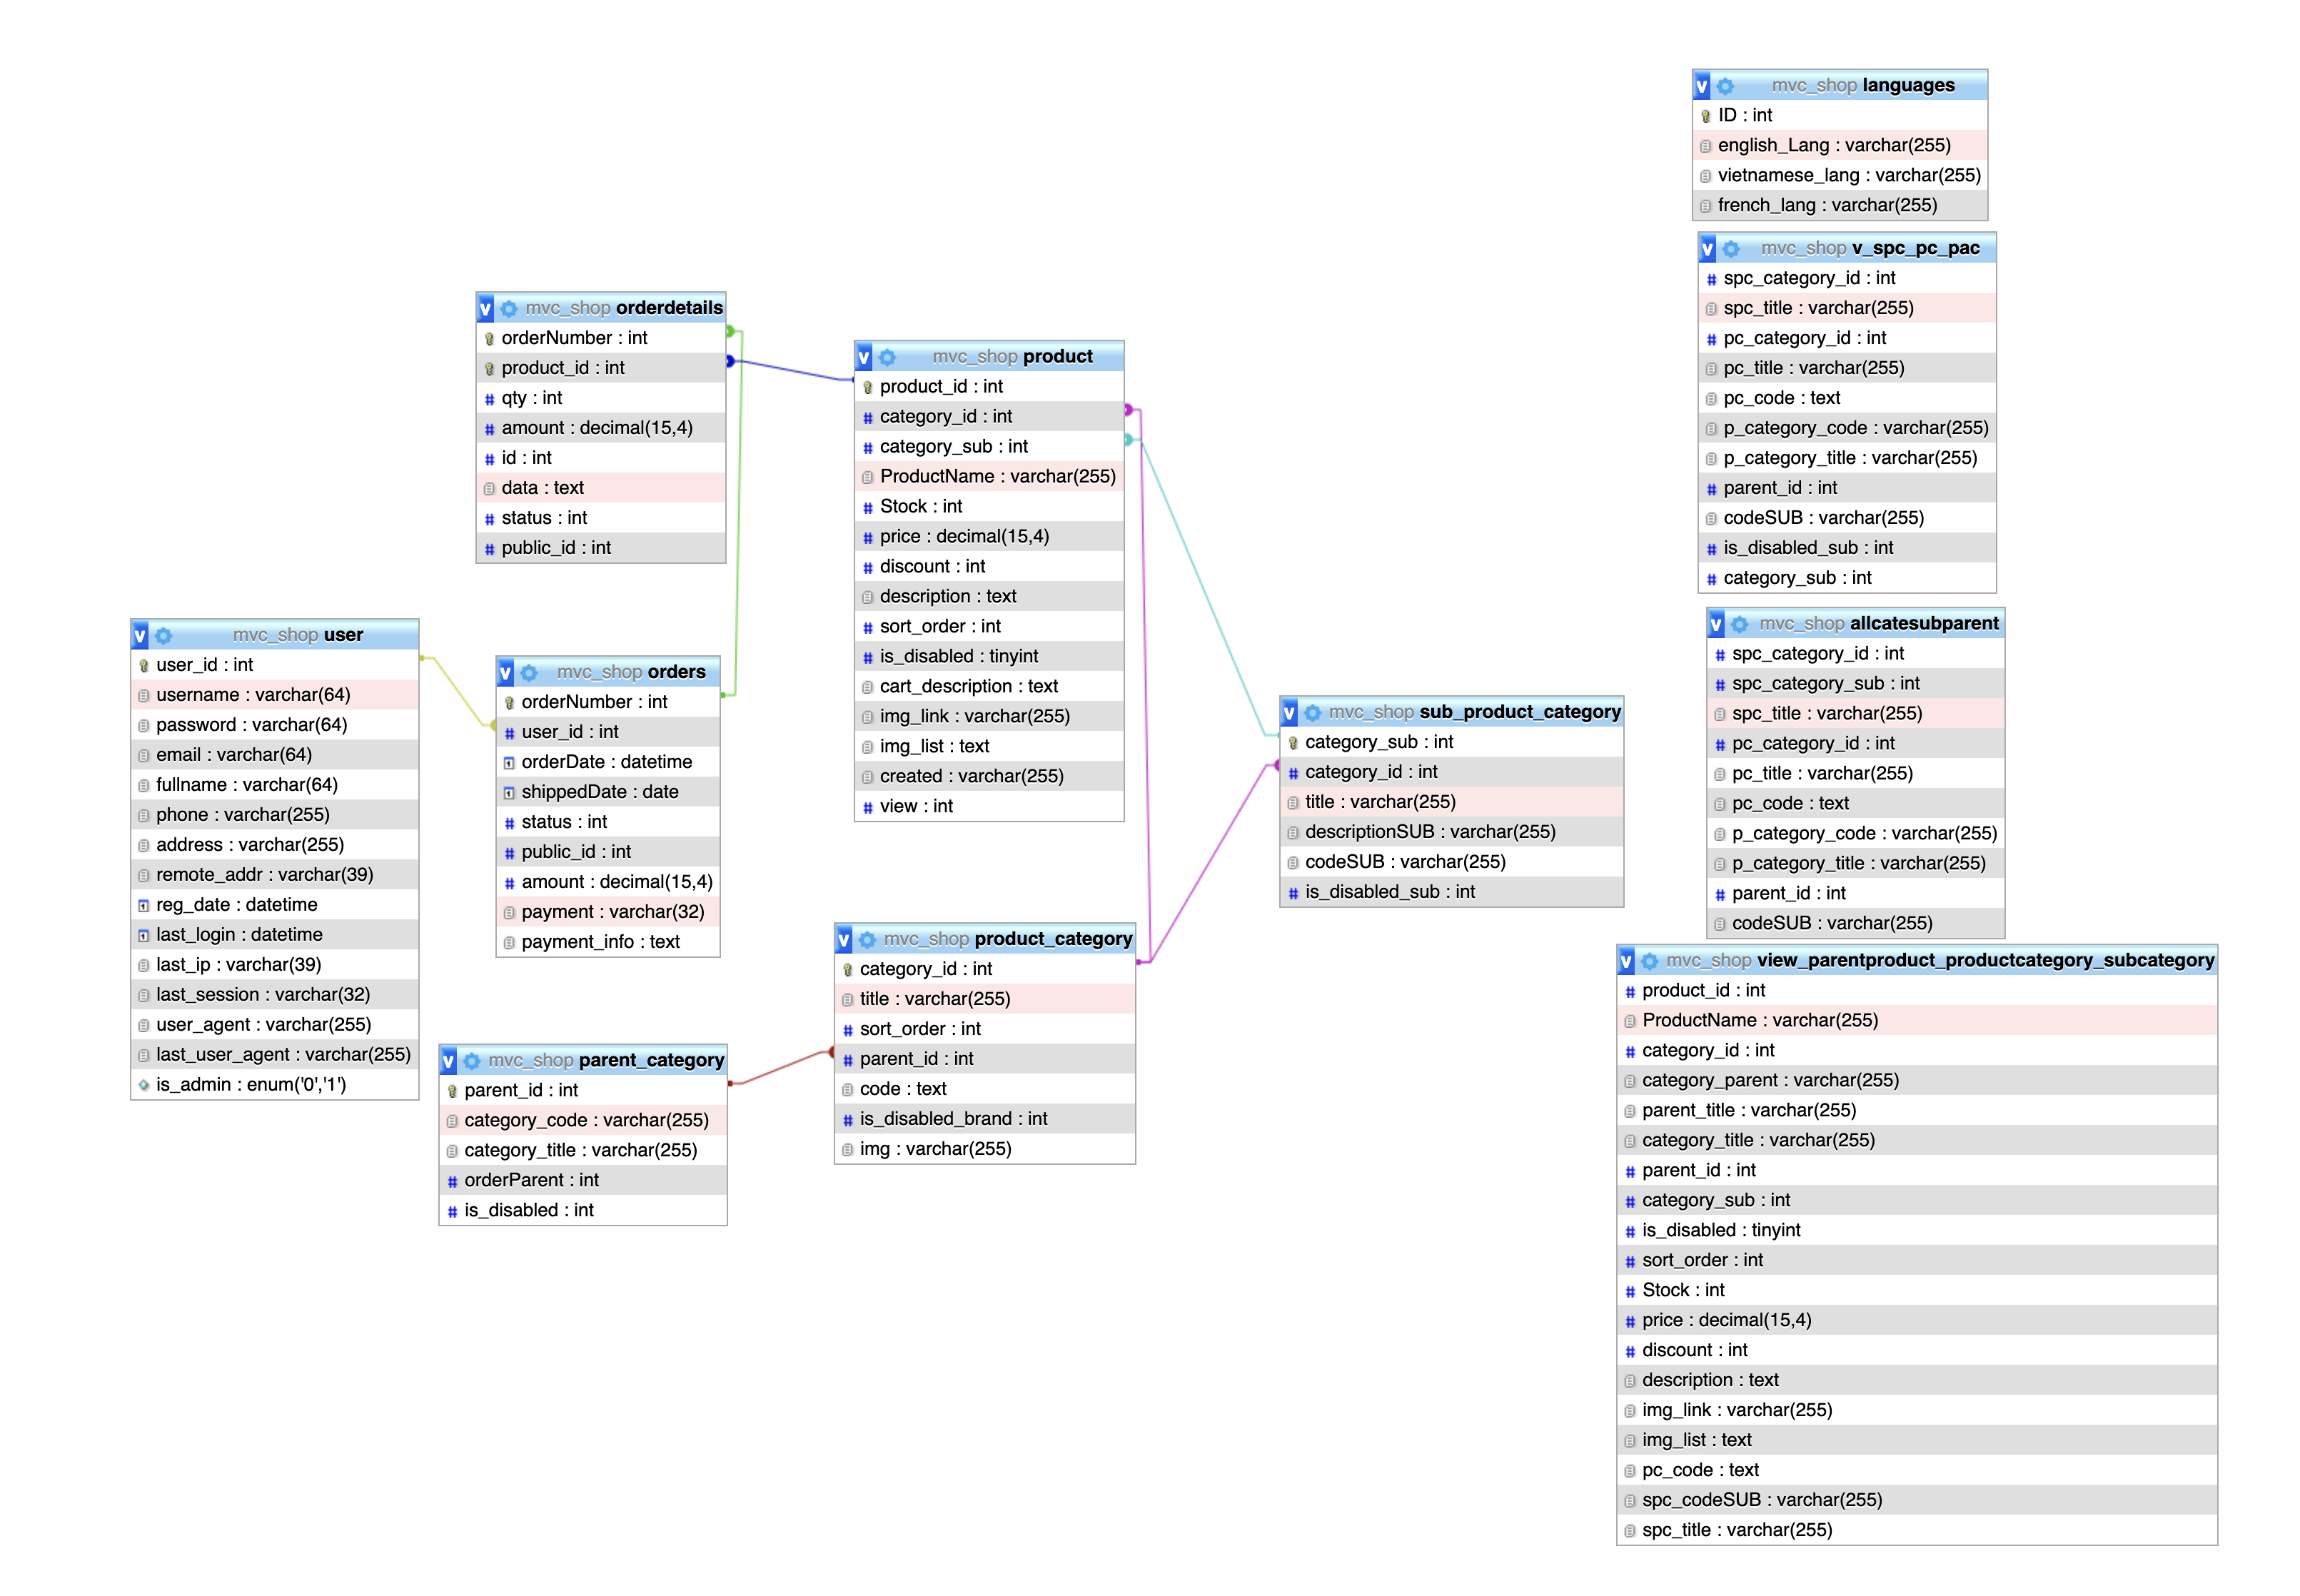 mvc_shop languages
ID : int
english_Lang : varchar(255)
vietnamese_lang : varchar(255)
french_lang : varchar(255)
mvc_shop v_spc_pc_pac
spc_category_id : int
spc_title : varchar(255)
pc_category_id : int
pc_title : varchar(255)
pc_code : text
p_category_code : varchar(255)
p_category_title : varchar(255)
parent_id : int
codeSUB : varchar(255)
is_disabled_sub : int
category_sub : int
mvc_shop orderdetails
orderNumber : int
product_id : int
qty : int
amount : decimal(15,4)
id : int
data : text
status : int
public_id : int
mvc_shop product
product_id : int
category_id : int
category_sub : int
ProductName : varchar(255)
Stock : int
price : decimal(15,4)
discount : int
description : text
sort_order : int
is_disabled : tinyint
cart_description : text
img_link : varchar(255)
img_list : text
created : varchar(255)
view : int
mvc_shop allcatesubparent
spc_category_id : int
spc_category_sub : int
spc_title : varchar(255)
pc_category_id : int
pc_title : varchar(255)
pc_code : text
p_category_code : varchar(255)
p_category_title : varchar(255)
parent_id : int
codeSUB : varchar(255)
mvc_shop user
user_id : int
username : varchar(64)
password : varchar(64)
email : varchar(64)
fullname : varchar(64)
phone : varchar(255)
address : varchar(255)
remote_addr : varchar(39)
reg_date : datetime
last_login : datetime
last_ip : varchar(39)
last_session : varchar(32)
user_agent : varchar(255)
last_user_agent : varchar(255)
is_admin : enum('0','1')
mvc_shop orders
orderNumber : int
user_id : int
orderDate : datetime
shippedDate : date
status : int
public_id : int
amount : decimal(15,4)
payment : varchar(32)
payment_info : text
mvc_shop sub_product_category
category_sub : int
category_id : int
title : varchar(255)
descriptionSUB : varchar(255)
codeSUB : varchar(255)
is_disabled_sub : int
mvc_shop product_category
category_id : int
title : varchar(255)
sort_order : int
parent_id : int
code : text
is_disabled_brand : int
img : varchar(255)
mvc_shop parent_category
parent_id : int
category_code : varchar(255)
category_title : varchar(255)
orderParent : int
is_disabled : int
mvc_shop view_parentproduct_productcategory_subcategory
product_id : int
ProductName : varchar(255)
category_id : int
category_parent : varchar(255)
parent_title : varchar(255)
category_title : varchar(255)
parent_id : int
category_sub : int
is_disabled : tinyint
sort_order : int
Stock : int
price : decimal(15,4)
discount : int
description : text
img_link : varchar(255)
img_list : text
pc_code : text
spc_codeSUB : varchar(255)
spc_title : varchar(255)